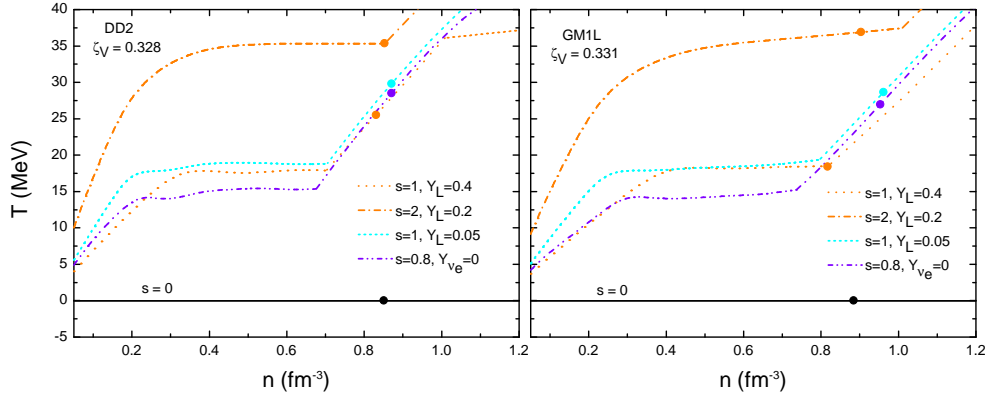 DD2
ζV = 0.328
GM1L
ζV = 0.331
T (MeV)
40
35
30
25
20
15
10
5
0
-5
s=1, YL=0.4
s=2, YL=0.2
s=1, YL=0.05
s=0.8, Yνe=0
s = 0
s=1, YL=0.4
s=2, YL=0.2
s=1, YL=0.05
s=0.8, Yνe=0
s = 0
0.2 0.4 0.6 0.8 1.0 1.2
0.2 0.4 0.6 0.8 1.0 1.2
n (fm-3)
n (fm-3)